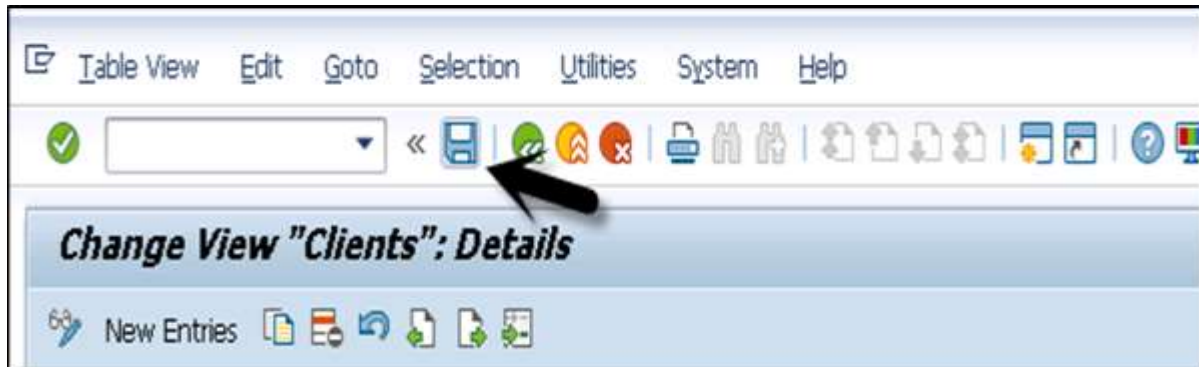 Table View Edit Goto Selection Utilities System Help
Change View "Clients": Details
New Entries